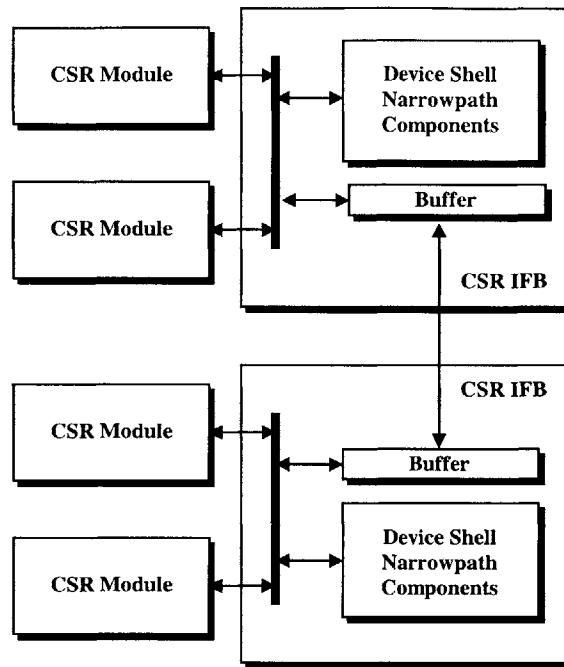 CSR Module
Device Shell
Narrowpath
Components
CSR Module
Buffer
CSR IFB
CSR IFB
CSR Module
Buffer
Device Shell
Narrowpath
Components
CSR Module